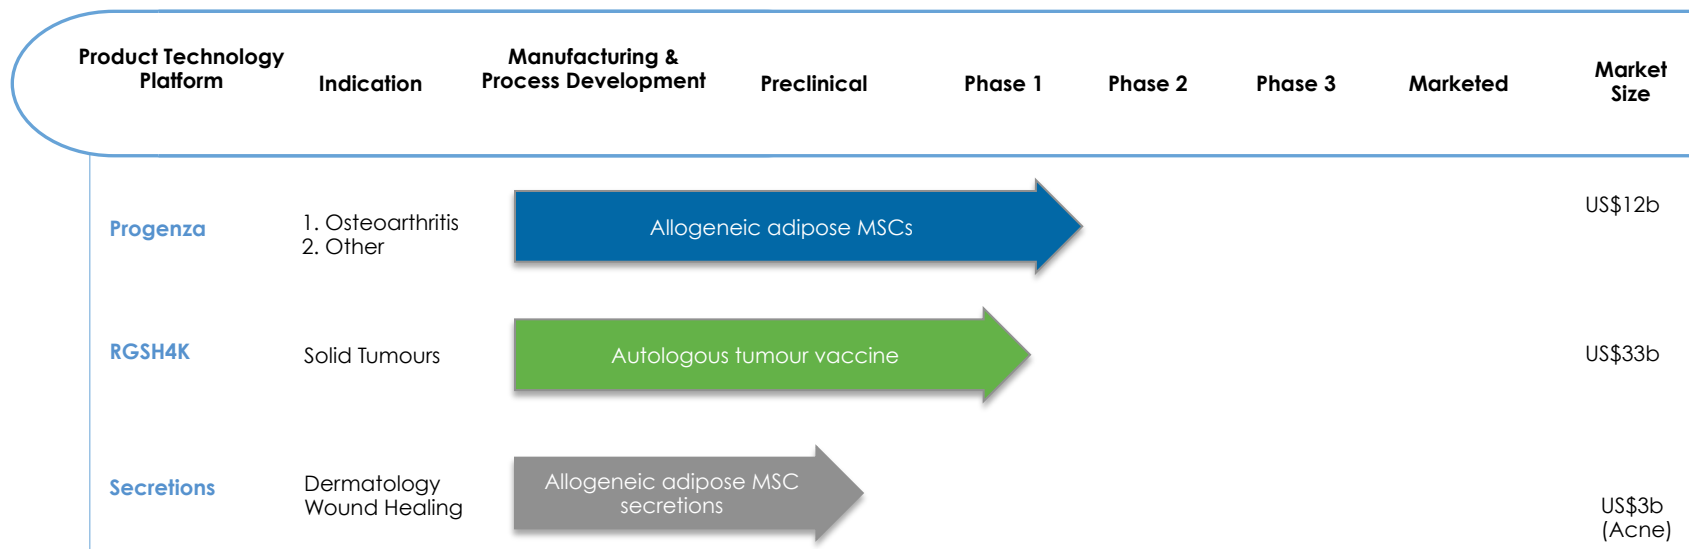 Product Technology
Platform
Indication
Manufacturing &
Process Development
Preclinical
Phase 1
Phase 2
Phase 3
Marketed
Market
Size
Progenza
1. Osteoarthritis
2. Other
Allogeneic adipose MSCs
US$12b
RGSH4K
Solid Tumours
Autologous tumour vaccine
US$33b
Secretions
Dermatology
Wound Healing
Allogeneic adipose MSC
secretions
US$3b
(Acne)